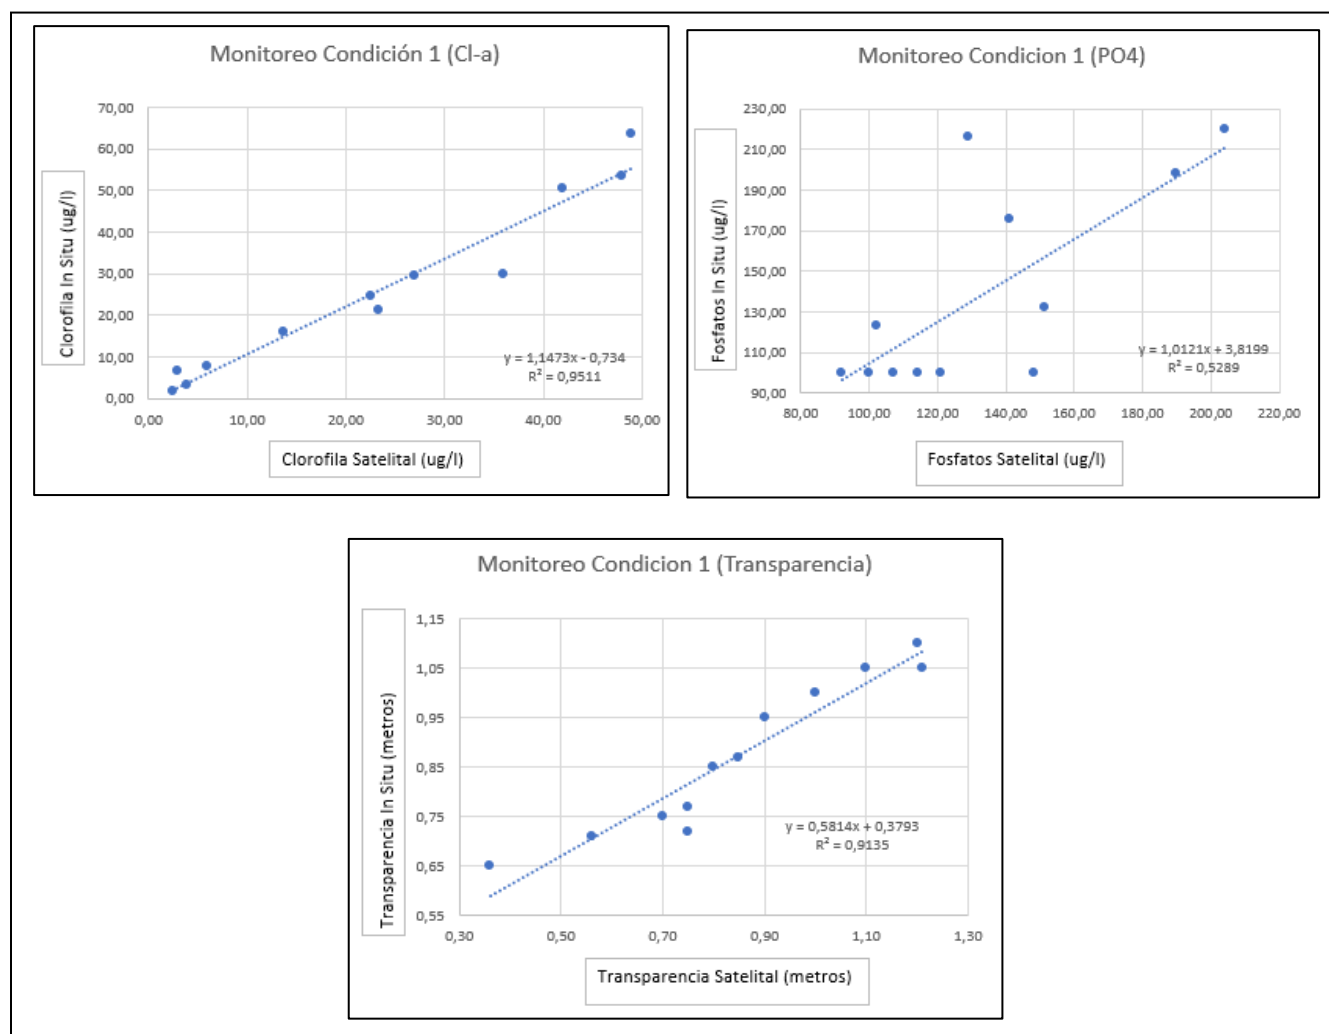 Monitoreo Condición 1 (Cl-a)
70,00
60,00
50,00
40,00
30,00
20,00
10,00
0,00
Clorofila In Situ (ug/l)
y = 1,1473x - 0,734
R² = 0,9511
0,00 10,00 20,00 30,00 40,00 50,00
Clorofila Satelital (ug/l)
Monitoreo Condicion 1 (PO4)
230,00
210,00
190,00
170,00
150,00
130,00
110,00
90,00
Fosfatos In Situ (ug/l)
y = 1,0121x + 3,8199
R² = 0,5289
80,00 100,00 120,00 140,00 160,00 180,00 200,00 220,00
Fosfatos Satelital (ug/l)
Monitoreo Condicion 1 (Transparencia)
1,15
1,05
0,95
0,85
0,75
0,65
0,55
Transparencia In Situ (metros)
y = 0,5814x + 0,3793
R² = 0,9135
0,30 0,50 0,70 0,90 1,10 1,30
Transparencia Satelital (metros)